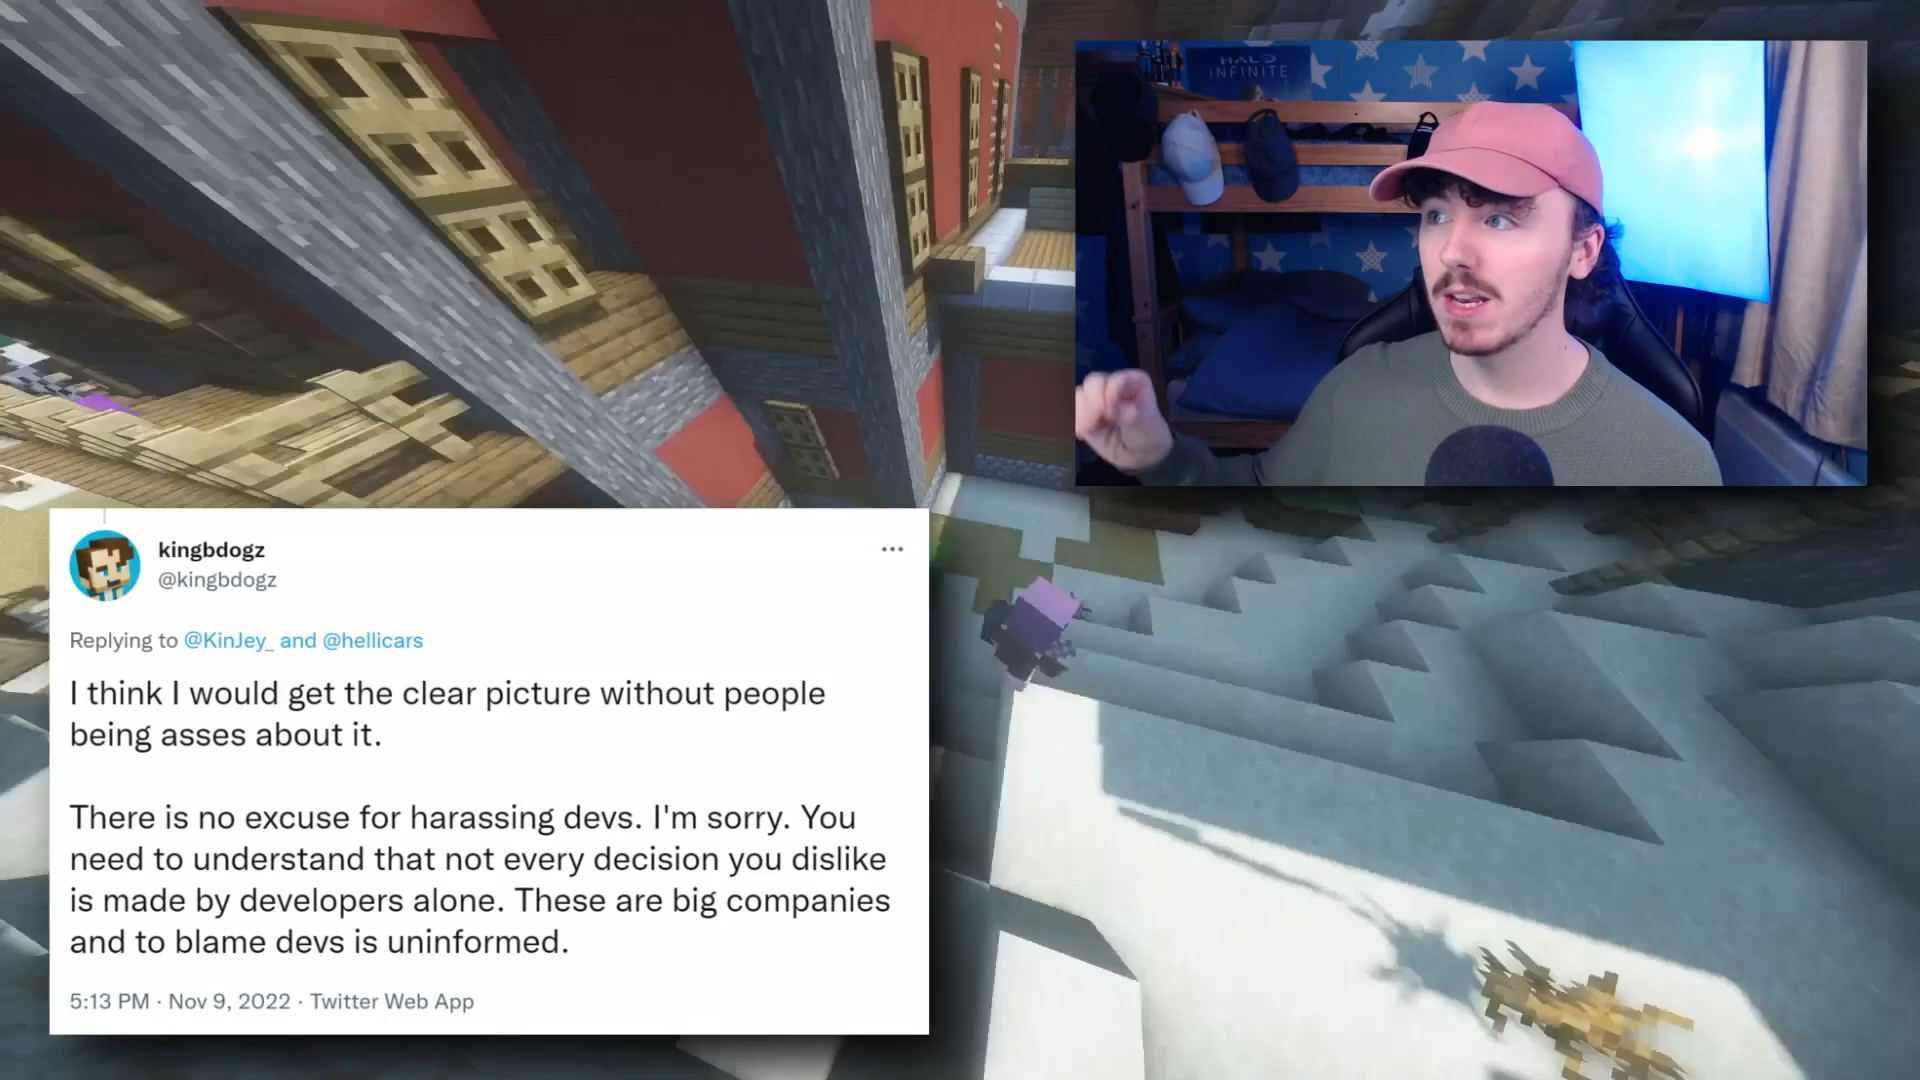 HALO
INFINITE
kingbdogz
@kingbdogz
Replying to @KinJey_ and @hellicars
I think I would get the clear picture without people
being asses about it.
There is no excuse for harassing devs. I'm sorry. You
need to understand that not every decision you dislike
is made by developers alone. These are big companies
and to blame devs is uninformed.
5:13 PM · Nov 9, 2022 · Twitter Web App